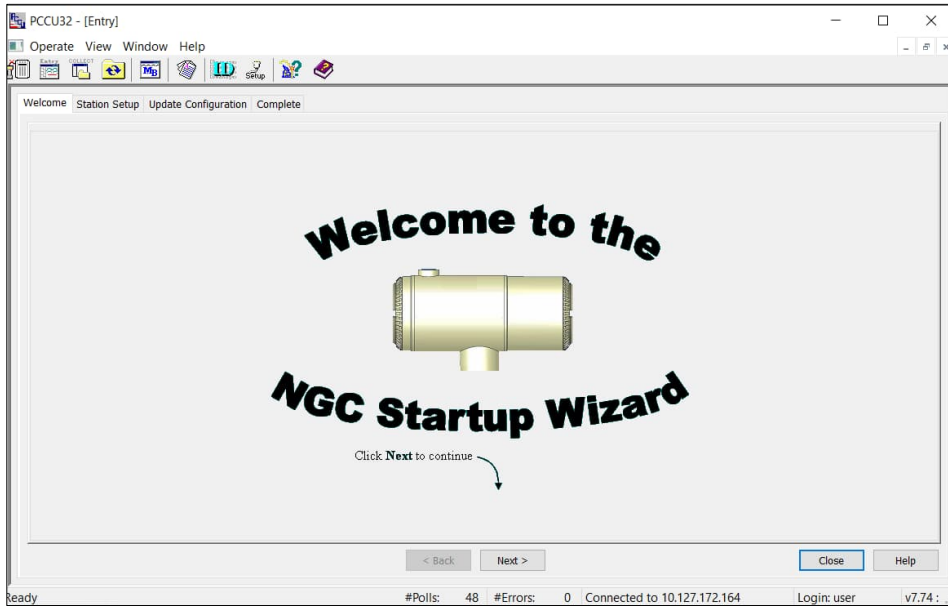 PCCU32 - [Entry]
Operate View Window Help
Entry COLLECT MB Setup
Welcome Station Setup Update Configuration Complete
Welcome to the
NGC Startup Wizard
Click Next to continue
< Back Next > Close Help
Ready #Polls: 48 #Errors: 0 Connected to 10.127.172.164 Login: user v7.74 :